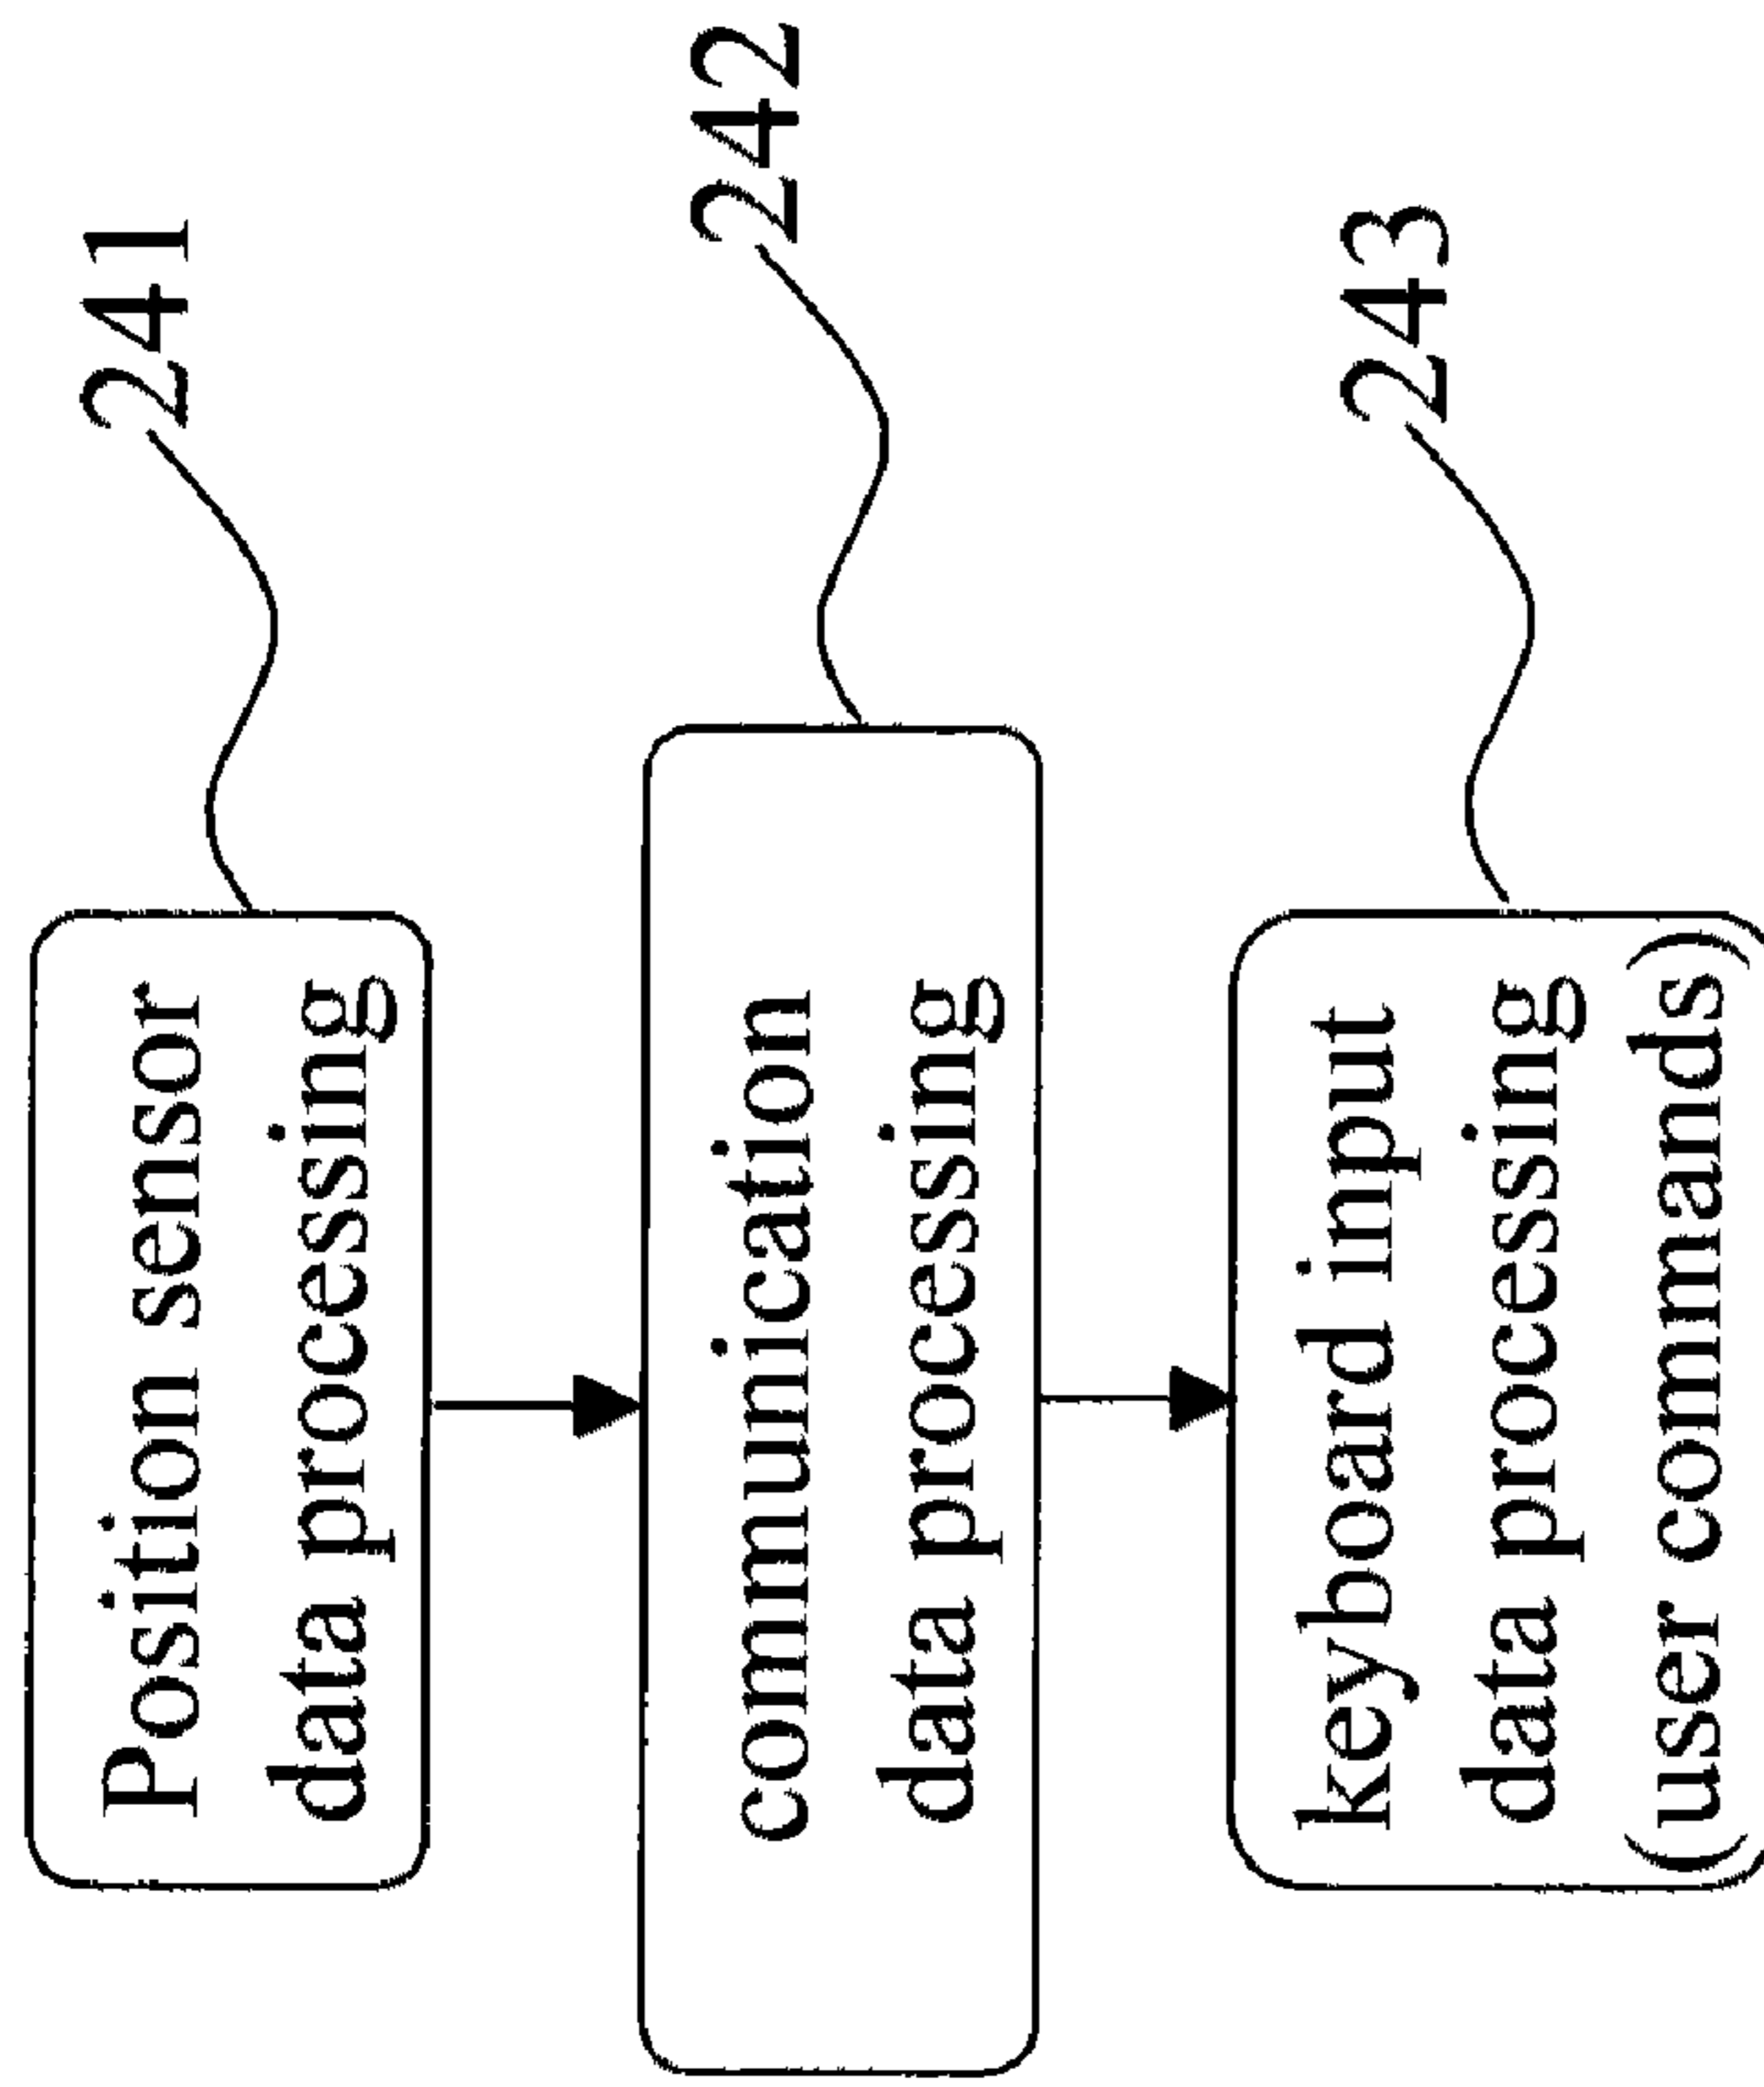 Position sensor
data processing
241
communication
data processing
242
keyboard input
data processing
(user commands)
243